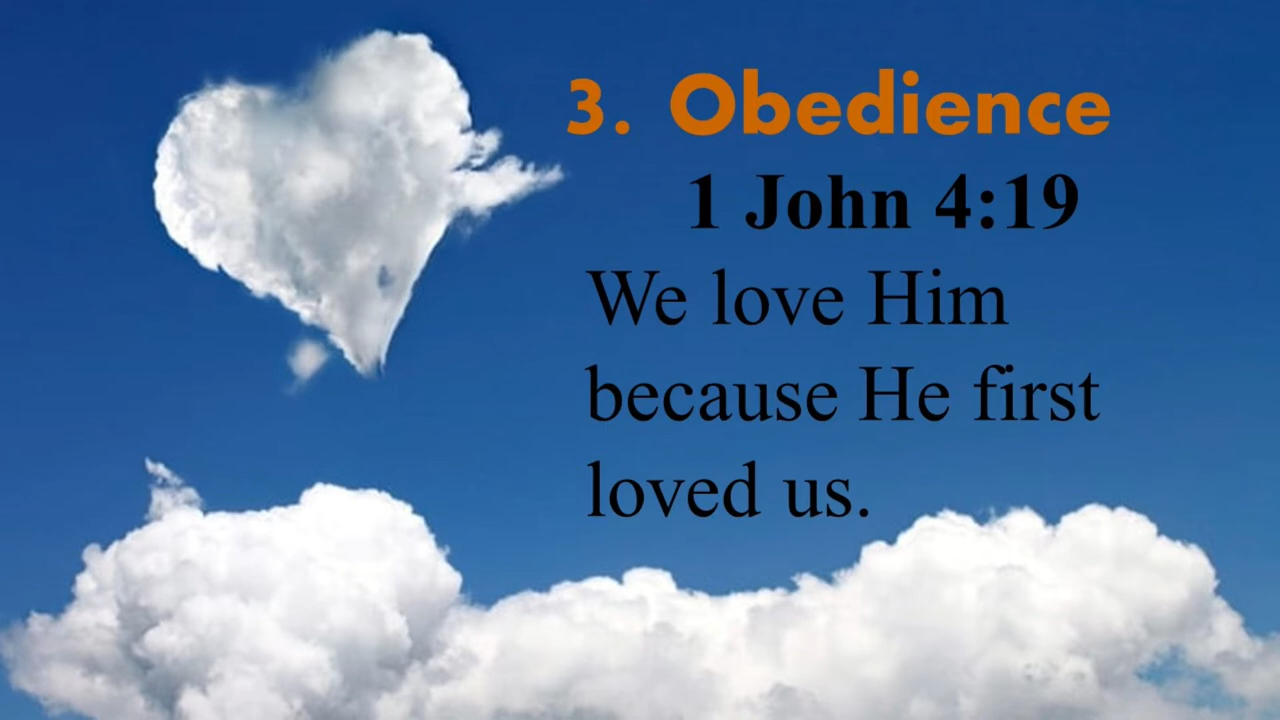 3. Obedience
1 John 4:19
We love Him
because He first
loved us.